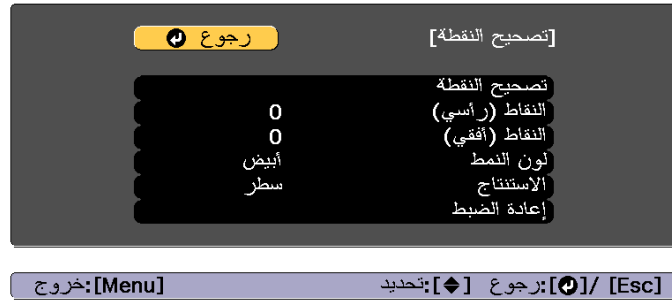 [تصحيح النقطة] رجوع
تصحيح النقطة
النقاط (رأسي) 0
النقاط (أفقي) 0
لون النمط أبيض
الاستنتاج سطر
إعادة الضبط
[Esc] /[↵]:رجوع [◆]:تحديد [Menu]:خروج